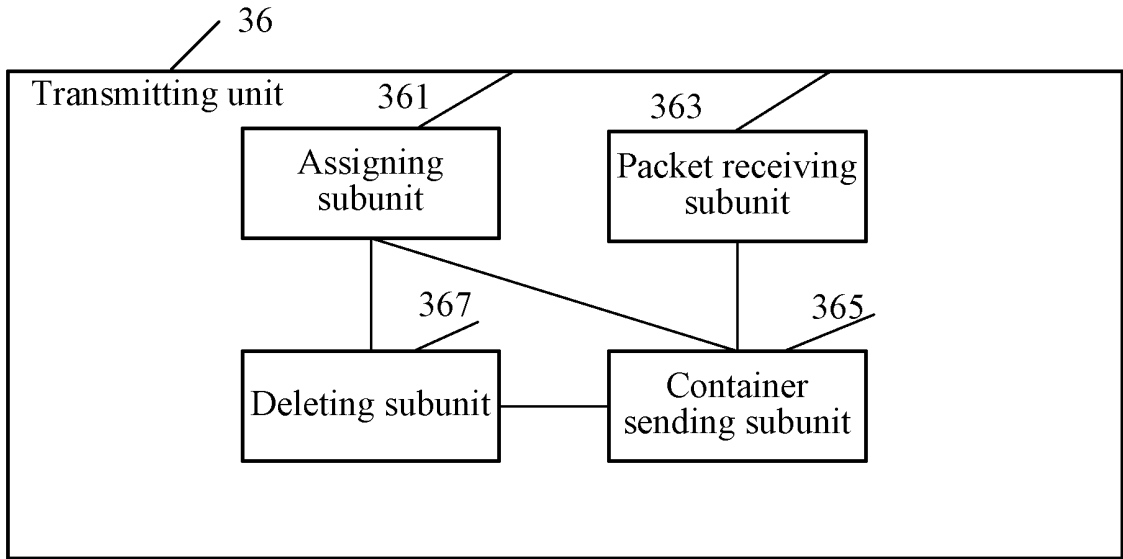 36
Transmitting unit
361
363
Assigning
subunit
Packet receiving
subunit
367
365
Deleting subunit
Container
sending subunit